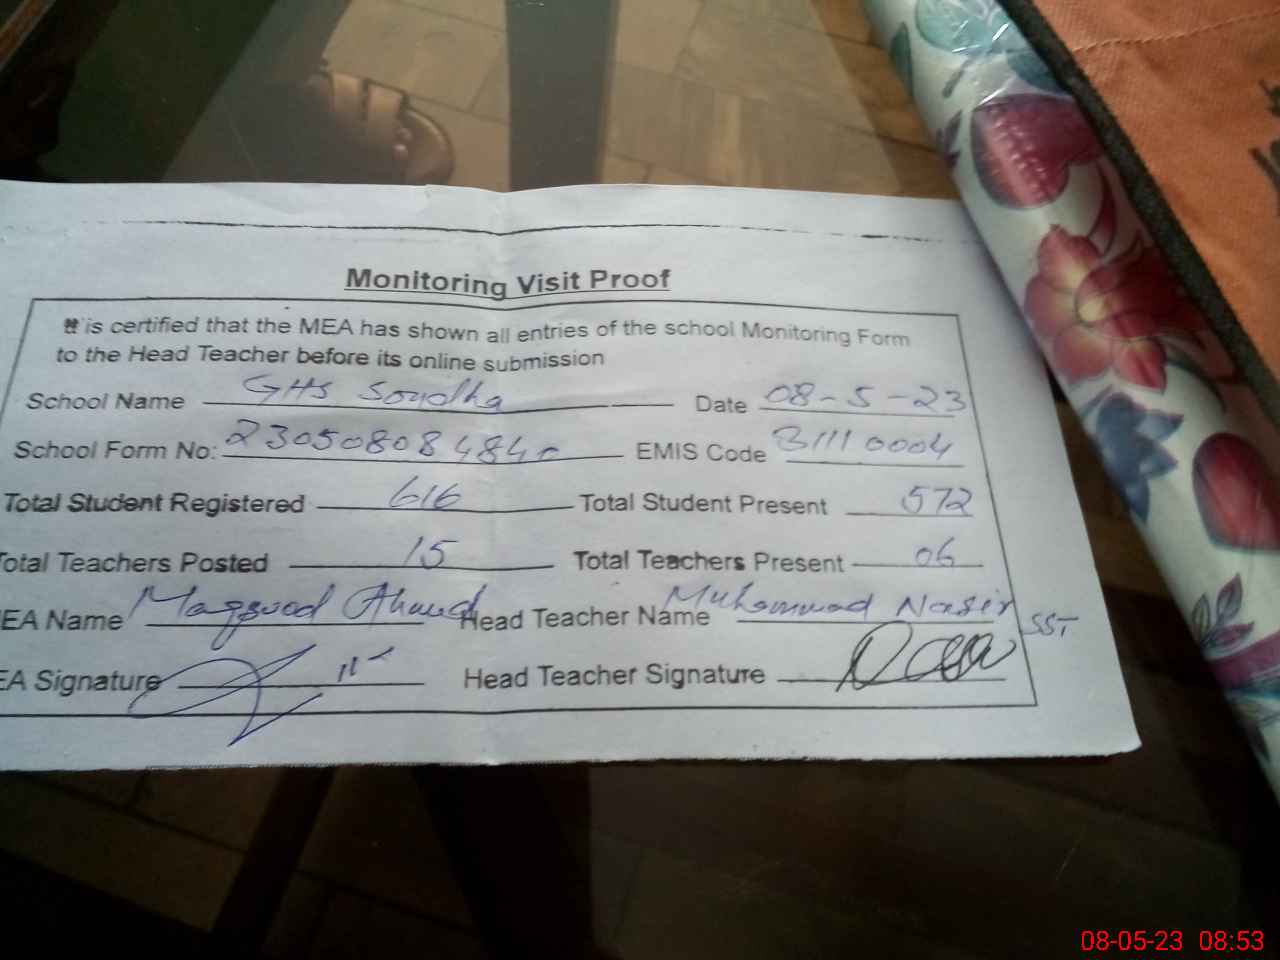 Monitoring Visit Proof
It is certified that the MEA has shown all entries of the school Monitoring Form
to the Head Teacher before its online submission
School Name GHS Soudha Date 08-5-23
School Form No: 230508084840 EMIS Code 31110004
Total Student Registered 616 Total Student Present 572
Total Teachers Posted 15 Total Teachers Present 06
EA Name Maqsood Ahmad Head Teacher Name Muhammad Nasir SST
EA Signature Head Teacher Signature
08-05-23 08:53